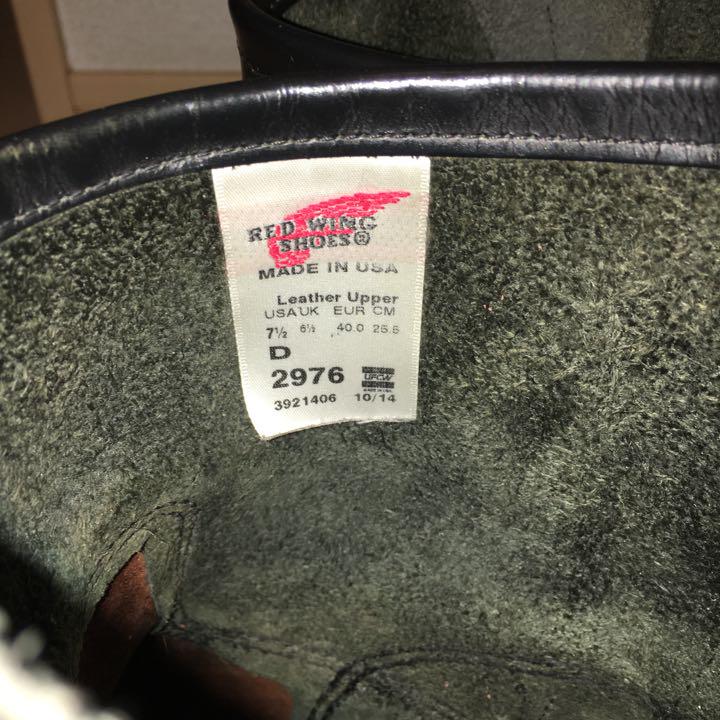 RED WING
SHOES®
MADE IN USA
Leather Upper
USA UK EUR CM
7½ 6½ 40.0 25.5
D
2976 UFCW
3921406 10/14